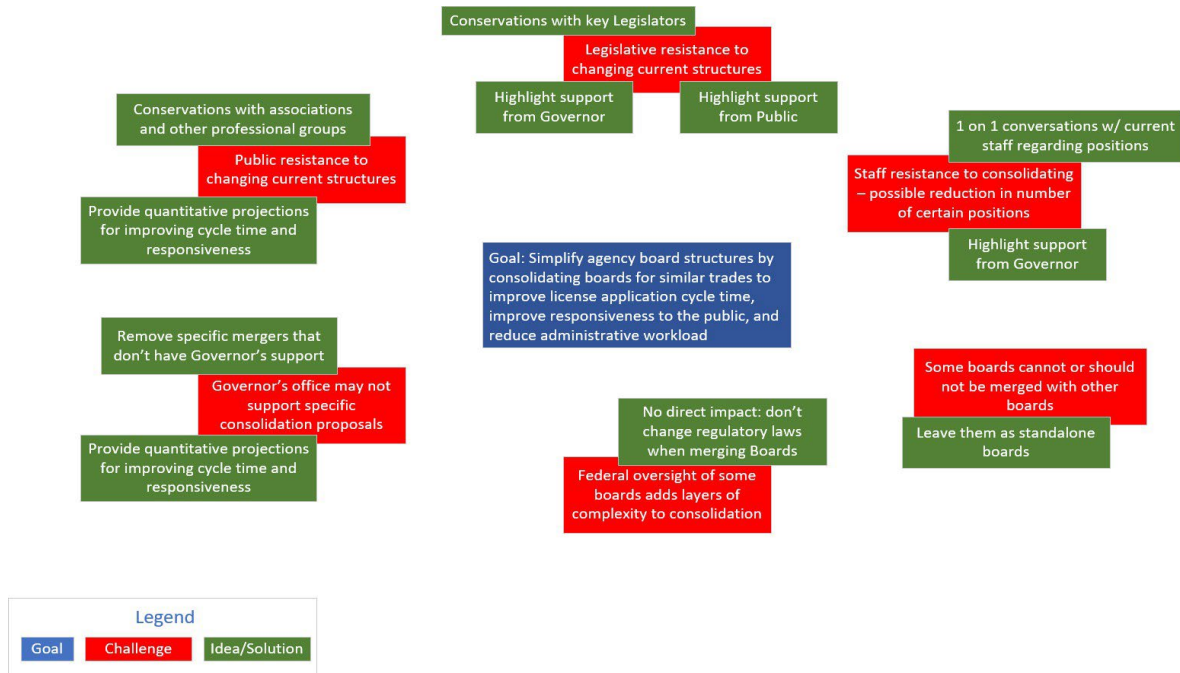 Conservations with key Legislators
Legislative resistance to
changing current structures
Highlight support
from Governor
Highlight support
from Public
Conservations with associations
and other professional groups
Public resistance to
changing current structures
Provide quantitative projections
for improving cycle time and
responsiveness
1 on 1 conversations w/ current
staff regarding positions
Staff resistance to consolidating
– possible reduction in number
of certain positions
Highlight support
from Governor
Goal: Simplify agency board structures by
consolidating boards for similar trades to
improve license application cycle time,
improve responsiveness to the public, and
reduce administrative workload
Remove specific mergers that
don’t have Governor’s support
Governor’s office may not
support specific
consolidation proposals
Provide quantitative projections
for improving cycle time and
responsiveness
No direct impact: don’t
change regulatory laws
when merging Boards
Federal oversight of some
boards adds layers of
complexity to consolidation
Some boards cannot or should
not be merged with other
boards
Leave them as standalone
boards
Legend
Goal
Challenge
Idea/Solution